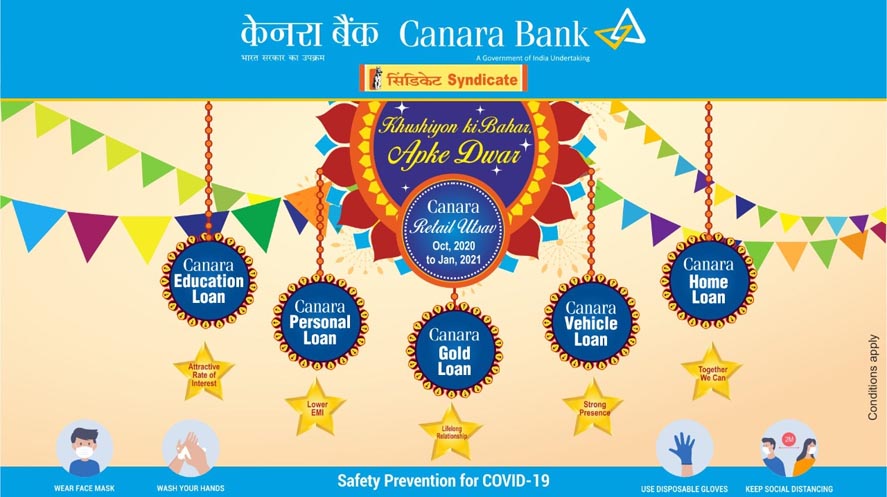 केनरा बैंक Canara Bank
भारत सरकार का उपक्रम
A Government of India Undertaking
सिंडिकेट Syndicate
Khushiyon ki Bahar,
Apke Dwar
Canara
Retail Utsav
Oct, 2020
to Jan, 2021
Canara
Education
Loan
Canara
Personal
Loan
Canara
Gold
Loan
Canara
Vehicle
Loan
Canara
Home
Loan
Attractive
Rate of
Interest
Lower
EMI
Lifelong
Relationship
Strong
Presence
Together
We Can
Conditions apply
2M
WEAR FACE MASK
WASH YOUR HANDS
Safety Prevention for COVID-19
USE DISPOSABLE GLOVES
KEEP SOCIAL DISTANCING